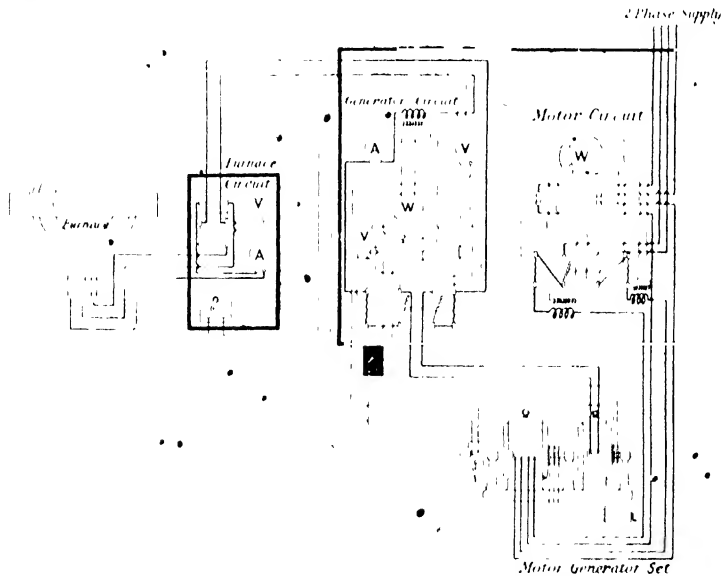 2 Phase Supply
Generator Circuit
Motor Circuit
A
V
W
Furnace
Circuit
V
W
Furnace
V
A
Motor Generator Set